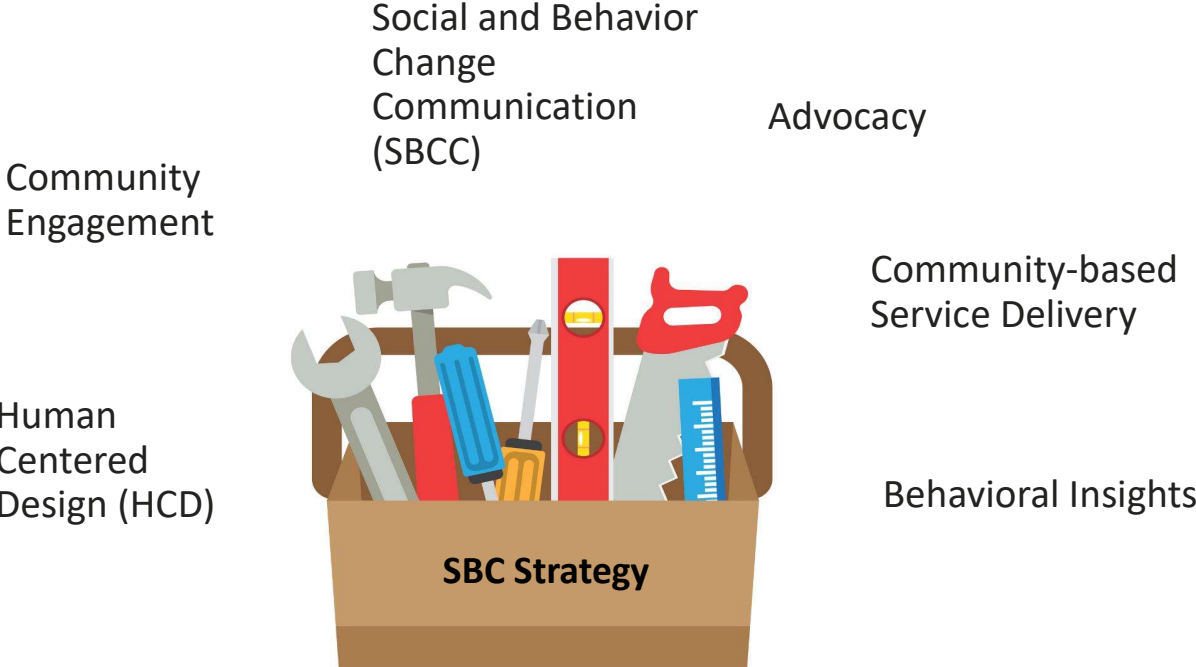 Social and Behavior
Change
Communication
(SBCC)
Advocacy
Community
Engagement
Community-based
Service Delivery
Human
Centered
Design (HCD)
Behavioral Insights
SBC Strategy